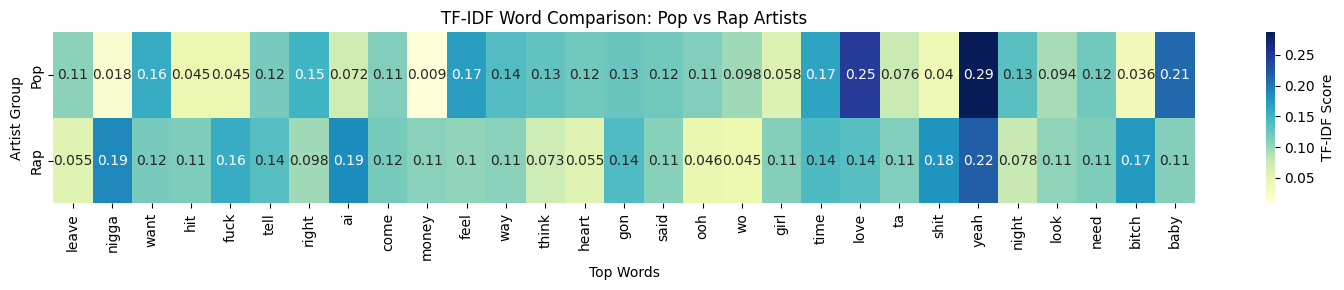 TF-IDF Word Comparison: Pop vs Rap Artists
Artist Group
Pop
0.11 0.018 0.16 0.045 0.045 0.12 0.15 0.072 0.11 0.009 0.17 0.14 0.13 0.12 0.13 0.12 0.11 0.098 0.058 0.17 0.25 0.076 0.04 0.29 0.13 0.094 0.12 0.036 0.21
Rap
0.055 0.19 0.12 0.11 0.16 0.14 0.098 0.19 0.12 0.11 0.1 0.11 0.073 0.055 0.14 0.11 0.046 0.045 0.11 0.14 0.14 0.11 0.18 0.22 0.078 0.11 0.11 0.17 0.11
leave nigga want hit fuck tell right ai come money feel way think heart gon said ooh wo girl time love ta shit yeah night look need bitch baby
Top Words
0.25
0.20
0.15
0.10
0.05
TF-IDF Score